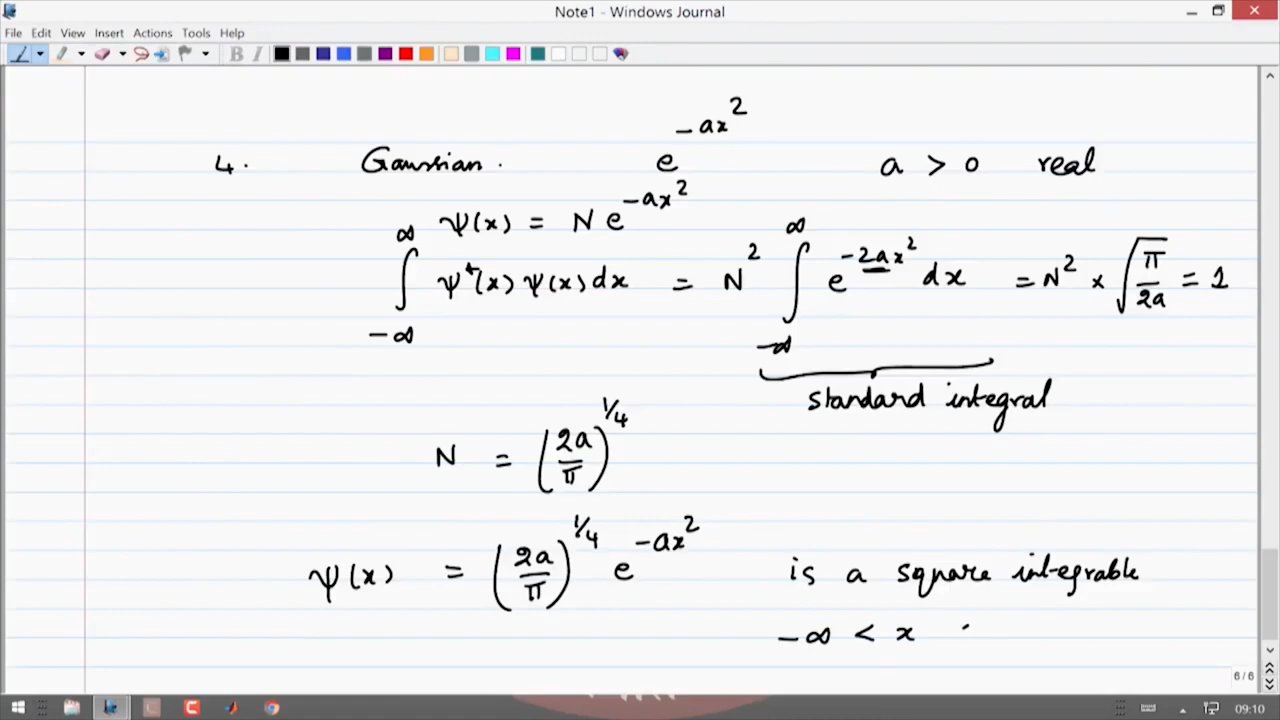 Note1 - Windows Journal
File Edit View Insert Actions Tools Help
B I
4. Gaussian. e^{-ax^2} a > 0 real
ψ(x) = N e^{-ax^2}
∫_{-∞}^{∞} ψ*(x) ψ(x) dx = N^2 ∫_{-∞}^{∞} e^{-2ax^2} dx = N^2 × √(π/2a) = 1
standard integral
N = (2a/π)^{1/4}
ψ(x) = (2a/π)^{1/4} e^{-ax^2} is a square integrable
-∞ < x
6/6
09:10